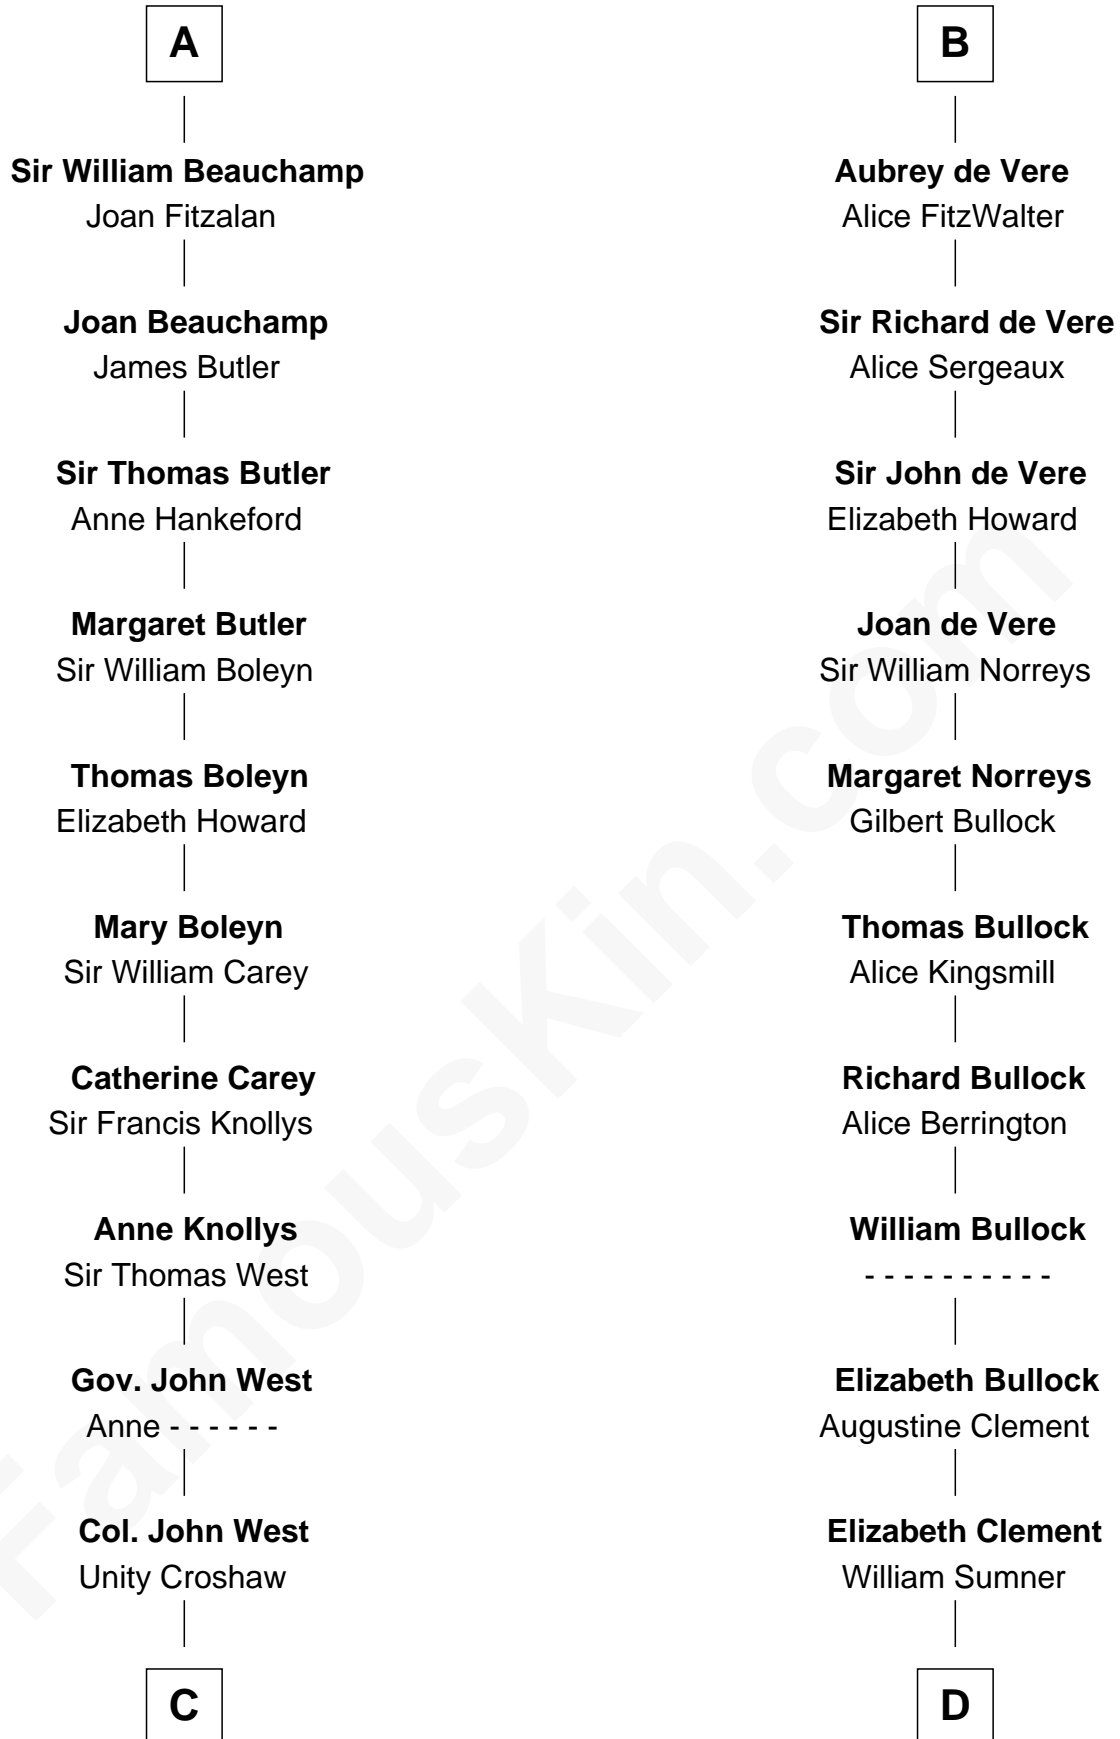 A
Sir William Beauchamp
Joan Fitzalan
Joan Beauchamp
James Butler
Sir Thomas Butler
Anne Hankeford
Margaret Butler
Sir William Boleyn
Thomas Boleyn
Elizabeth Howard
Mary Boleyn
Sir William Carey
Catherine Carey
Sir Francis Knollys
Anne Knollys
Sir Thomas West
Gov. John West
Anne - - - - - -
Col. John West
Unity Croshaw
C
B
Aubrey de Vere
Alice FitzWalter
Sir Richard de Vere
Alice Sergeaux
Sir John de Vere
Elizabeth Howard
Joan de Vere
Sir William Norreys
Margaret Norreys
Gilbert Bullock
Thomas Bullock
Alice Kingsmill
Richard Bullock
Alice Berrington
William Bullock
- - - - - - - - - -
Elizabeth Bullock
Augustine Clement
Elizabeth Clement
William Sumner
D
FamousKin.com